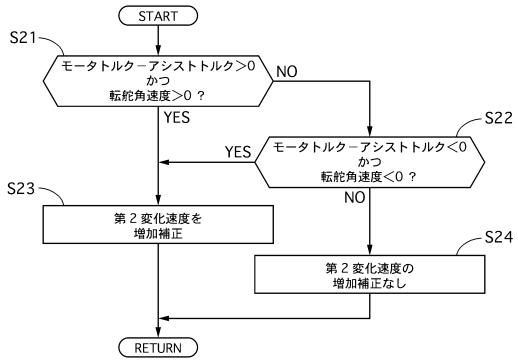 START
S21
モータトルク－アシストトルク＞0
かつ
転舵角速度＞0 ?
NO
YES
S22
モータトルク－アシストトルク＜0
かつ
転舵角速度＜0 ?
YES
NO
S23
第2変化速度を
増加補正
S24
第2変化速度の
増加補正なし
RETURN